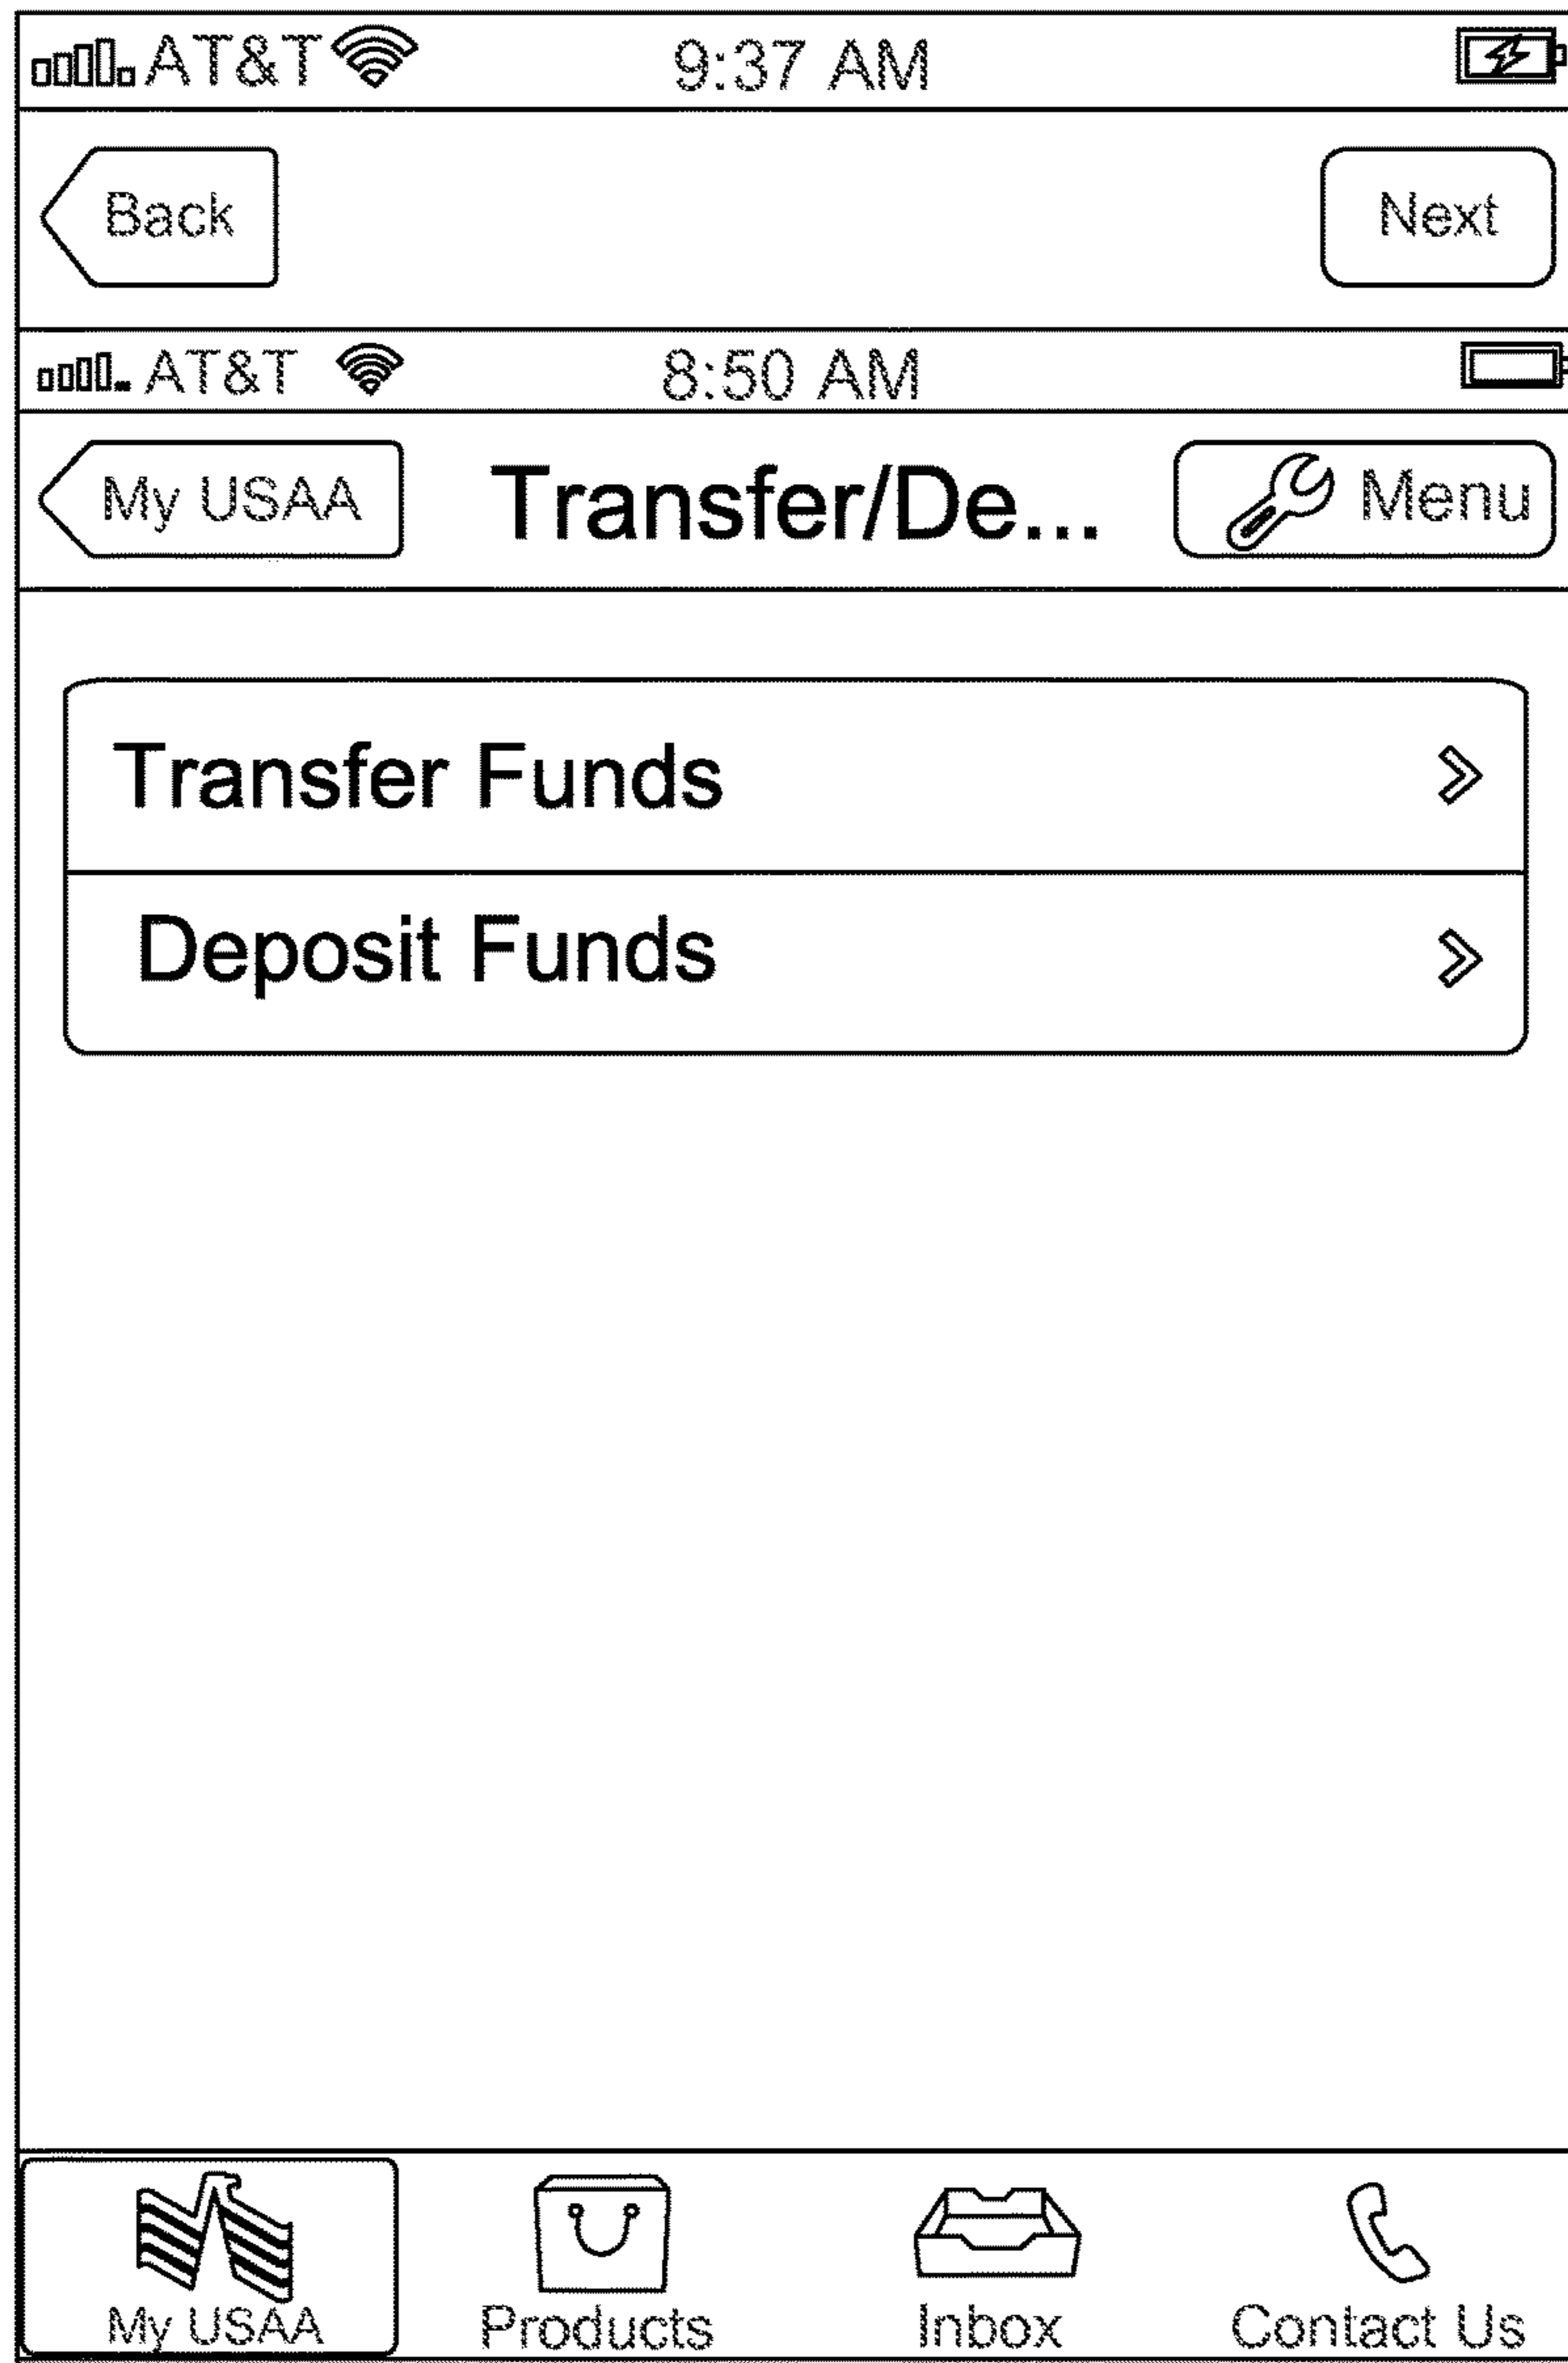 AT&T 9:37 AM
Back Next
AT&T 8:50 AM
My USAA Transfer/De... Menu
Transfer Funds
Deposit Funds
My USAA Products Inbox Contact Us